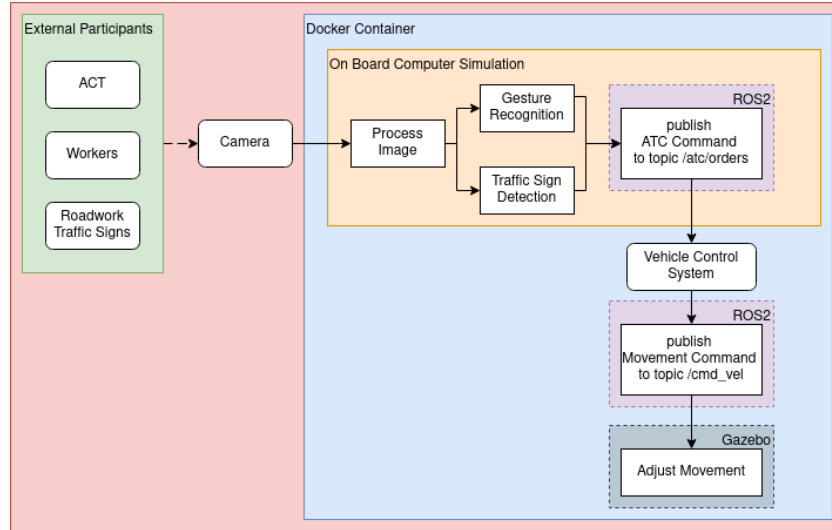 External Participants
ACT
Workers
Roadwork
Traffic Signs
Camera
Docker Container
On Board Computer Simulation
Process
Image
Gesture
Recognition
Traffic Sign
Detection
ROS2
publish
ATC Command
to topic /atc/orders
Vehicle Control
System
ROS2
publish
Movement Command
to topic /cmd_vel
Gazebo
Adjust Movement